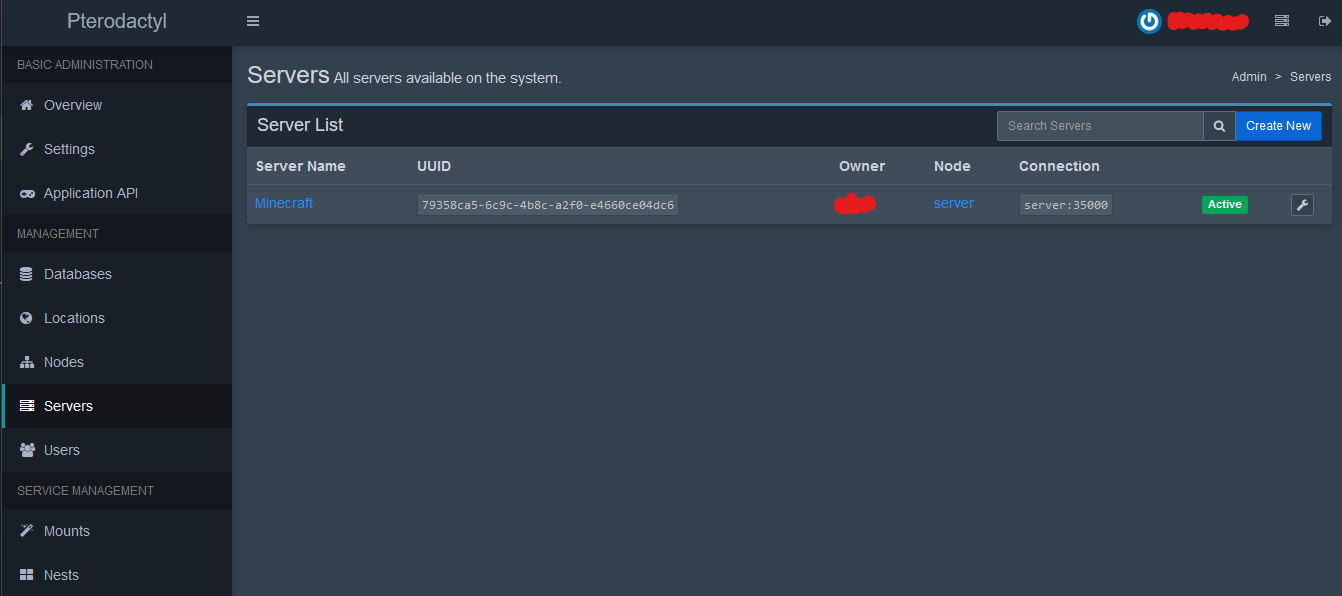 Pterodactyl
BASIC ADMINISTRATION
Overview
Settings
Application API
MANAGEMENT
Databases
Locations
Nodes
Servers
Users
SERVICE MANAGEMENT
Mounts
Nests
Servers All servers available on the system.
Admin > Servers
Server List
Search Servers
Create New
Server Name UUID Owner Node Connection
Minecraft 79358ca5-6c9c-4b8c-a2f0-e4660ce04dc6 server server:35000 Active